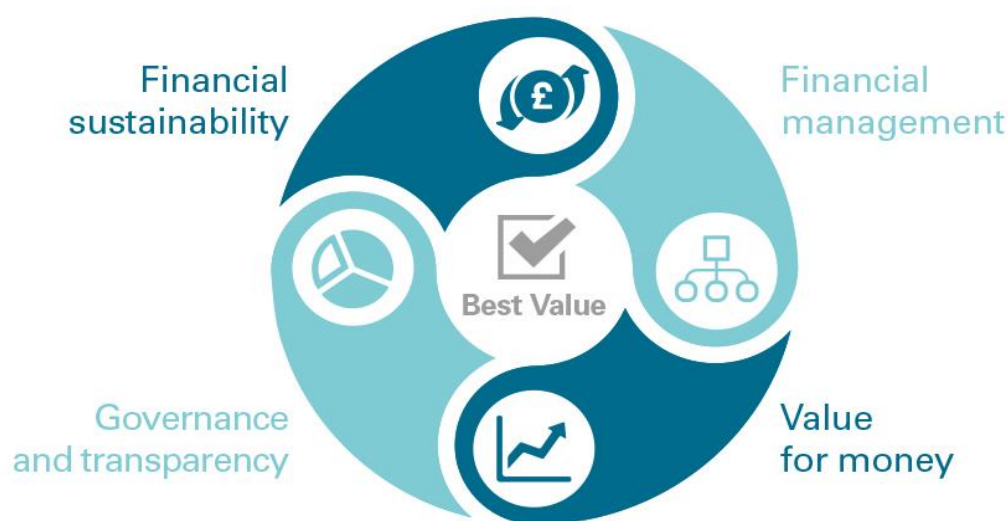 Financial
sustainability
Financial
management
£
Best Value
Governance
and transparency
Value
for money